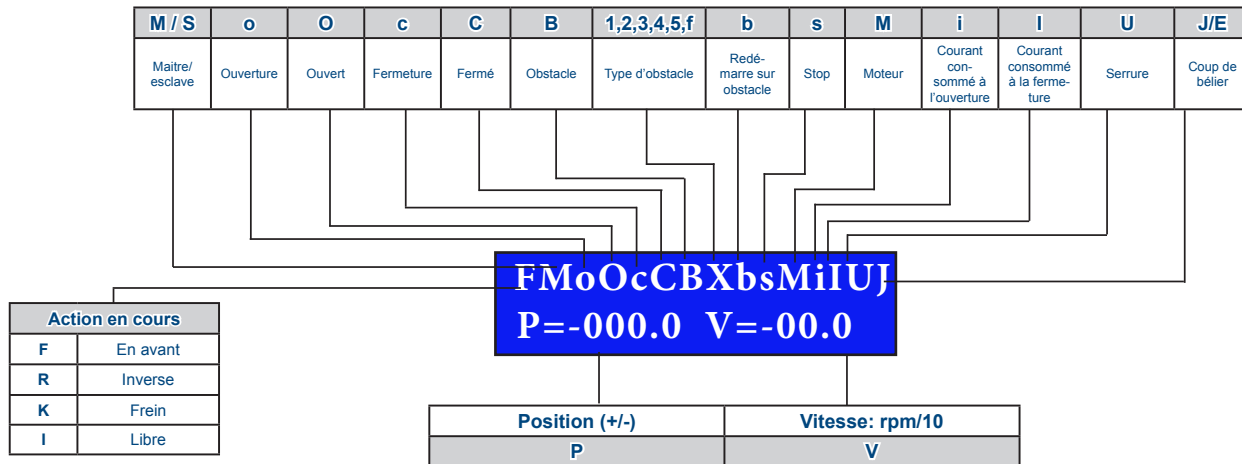 M / S o O c C B 1,2,3,4,5,f b s M i I U J/E
Maitre/
esclave
Ouverture
Ouvert
Fermeture
Fermé
Obstacle
Type d'obstacle
Redé-
marre sur
obstacle
Stop
Moteur
Courant
con-
sommé à
l'ouverture
Courant
consommé
à la ferme-
ture
Serrure
Coup de
bélier
FMoOcCBXbsMiIUJ
P=-000.0 V=-00.0
Action en cours
F En avant
R Inverse
K Frein
I Libre
Position (+/-) Vitesse: rpm/10
P V